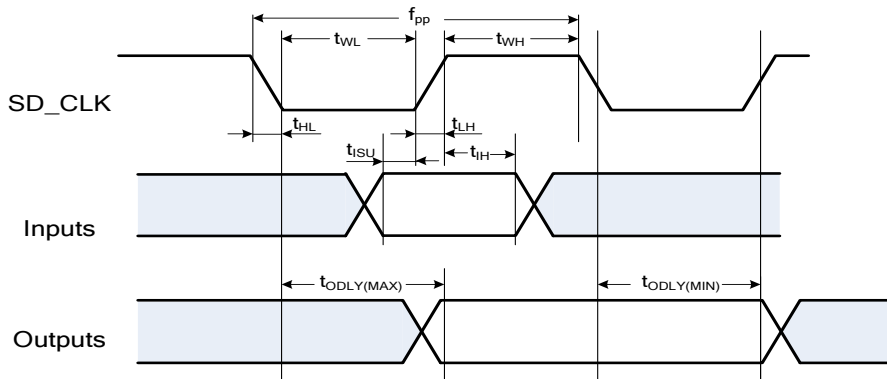 fpp
tWL
tWH
SD_CLK
tHL
tLH
tISU
tIH
Inputs
tODLY(MAX)
tODLY(MIN)
Outputs